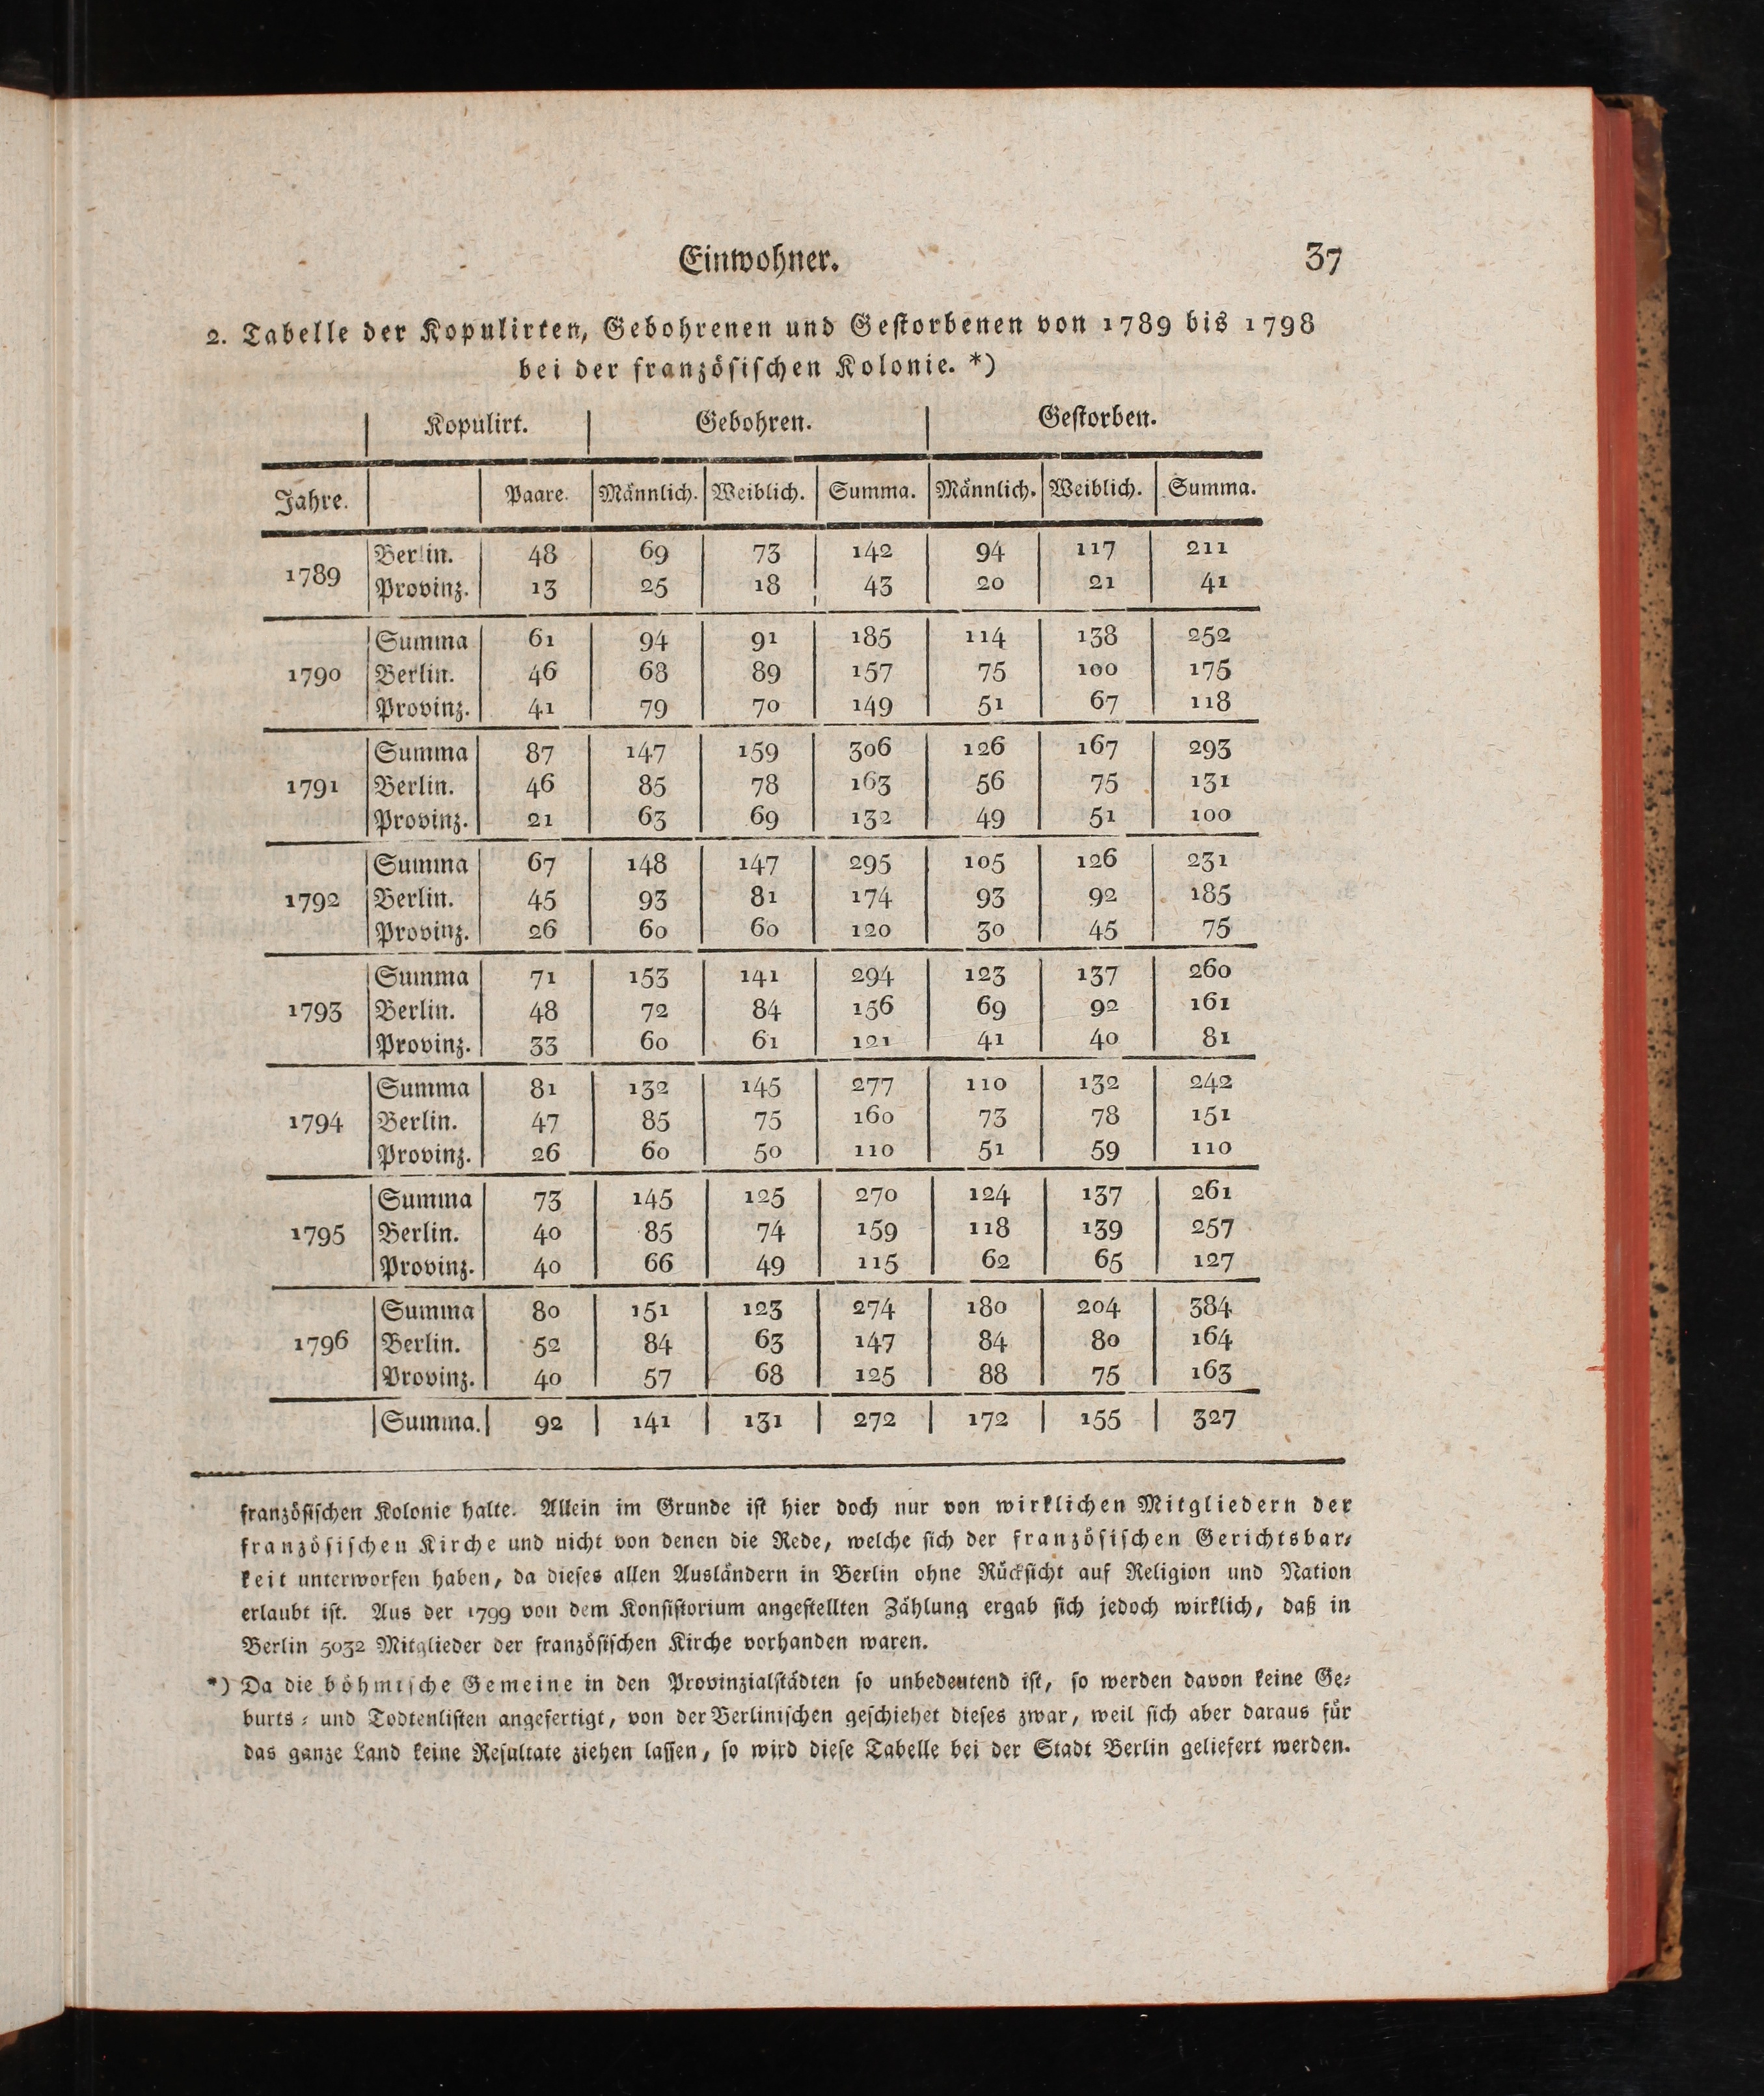 Einwohner. 37
2. Tabelle der Kopulirten, Gebohrenen und Gestorbenen von 1789 bis 1798
bei der französischen Kolonie. *)
Kopulirt. Gebohren. Gestorben.
Jahre. Paare. Männlich. Weiblich. Summa. Männlich. Weiblich. Summa.
1789 Berlin. 48 69 73 142 94 117 211
Provinz. 13 25 18 43 20 21 41
Summa 61 94 91 185 114 138 252
1790 Berlin. 46 68 89 157 75 100 175
Provinz. 41 79 70 149 51 67 118
Summa 87 147 159 306 126 167 293
1791 Berlin. 46 85 78 163 56 75 131
Provinz. 21 63 69 132 49 51 100
Summa 67 148 147 295 105 126 231
1792 Berlin. 45 93 81 174 93 92 185
Provinz. 26 60 60 120 30 45 75
Summa 71 153 141 294 123 137 260
1793 Berlin. 48 72 84 156 69 92 161
Provinz. 33 60 61 121 41 40 81
Summa 81 132 145 277 110 132 242
1794 Berlin. 47 85 75 160 73 78 151
Provinz. 26 60 50 110 51 59 110
Summa 73 145 125 270 124 137 261
1795 Berlin. 40 85 74 159 118 139 257
Provinz. 40 66 49 115 62 65 127
Summa 80 151 123 274 180 204 384
1796 Berlin. 52 84 63 147 84 80 164
Provinz. 40 57 68 125 88 75 163
Summa. 92 141 131 272 172 155 327
französischen Kolonie halte. Allein im Grunde ist hier doch nur von wirklichen Mitgliedern der
französischen Kirche und nicht von denen die Rede, welche sich der französischen Gerichtsbar-
keit unterworfen haben, da dieses allen Ausländern in Berlin ohne Rücksicht auf Religion und Nation
erlaubt ist. Aus der 1799 von dem Konsistorium angestellten Zählung ergab sich jedoch wirklich, daß in
Berlin 5032 Mitglieder der französischen Kirche vorhanden waren.
*) Da die böhmische Gemeine in den Provinzialstädten so unbedeutend ist, so werden davon keine Ge-
burts- und Todtenlisten angefertigt, von der Berlinischen geschiehet dieses zwar, weil sich aber daraus für
das ganze Land keine Resultate ziehen lassen, so wird diese Tabelle bei der Stadt Berlin geliefert werden.